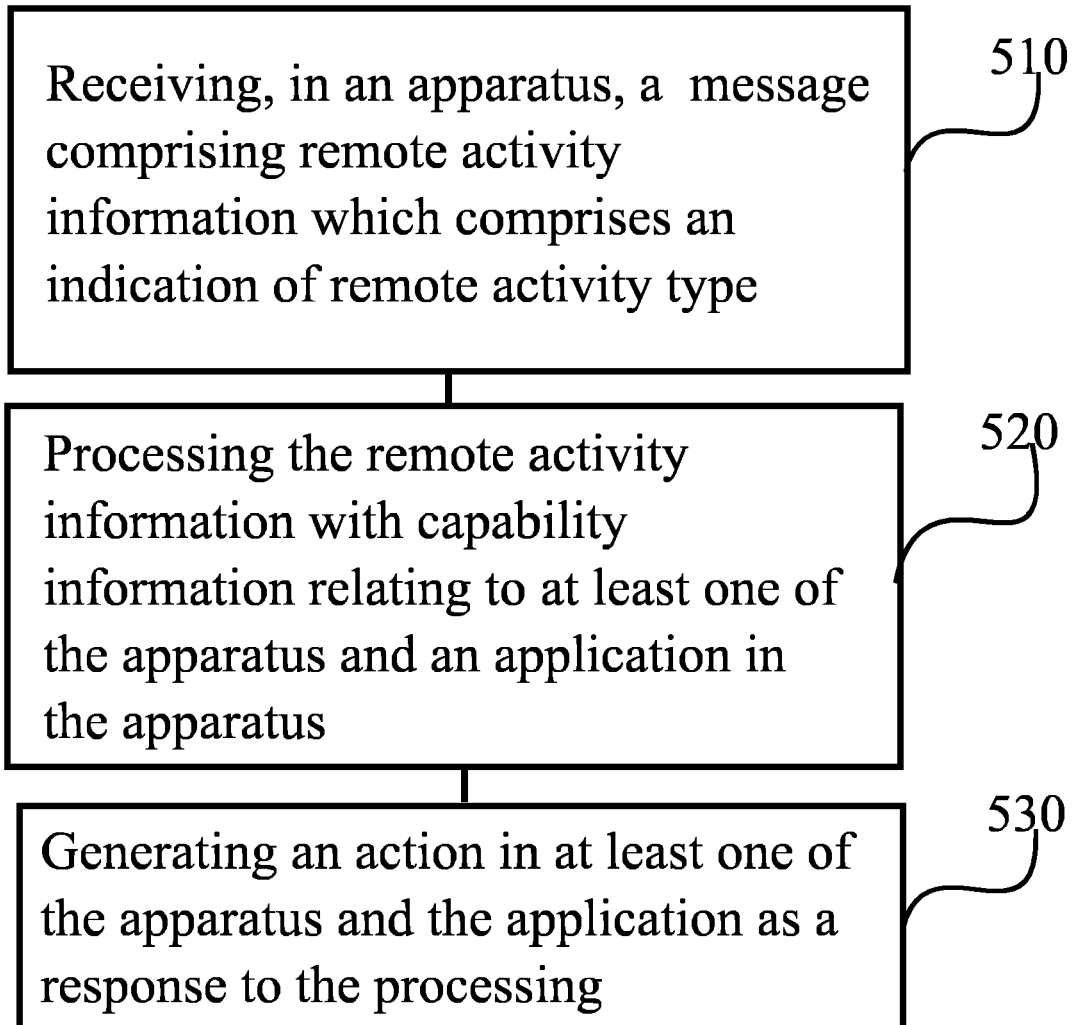 Receiving, in an apparatus, a message
comprising remote activity
information which comprises an
indication of remote activity type
510
Processing the remote activity
information with capability
information relating to at least one of
the apparatus and an application in
the apparatus
520
Generating an action in at least one of
the apparatus and the application as a
response to the processing
530